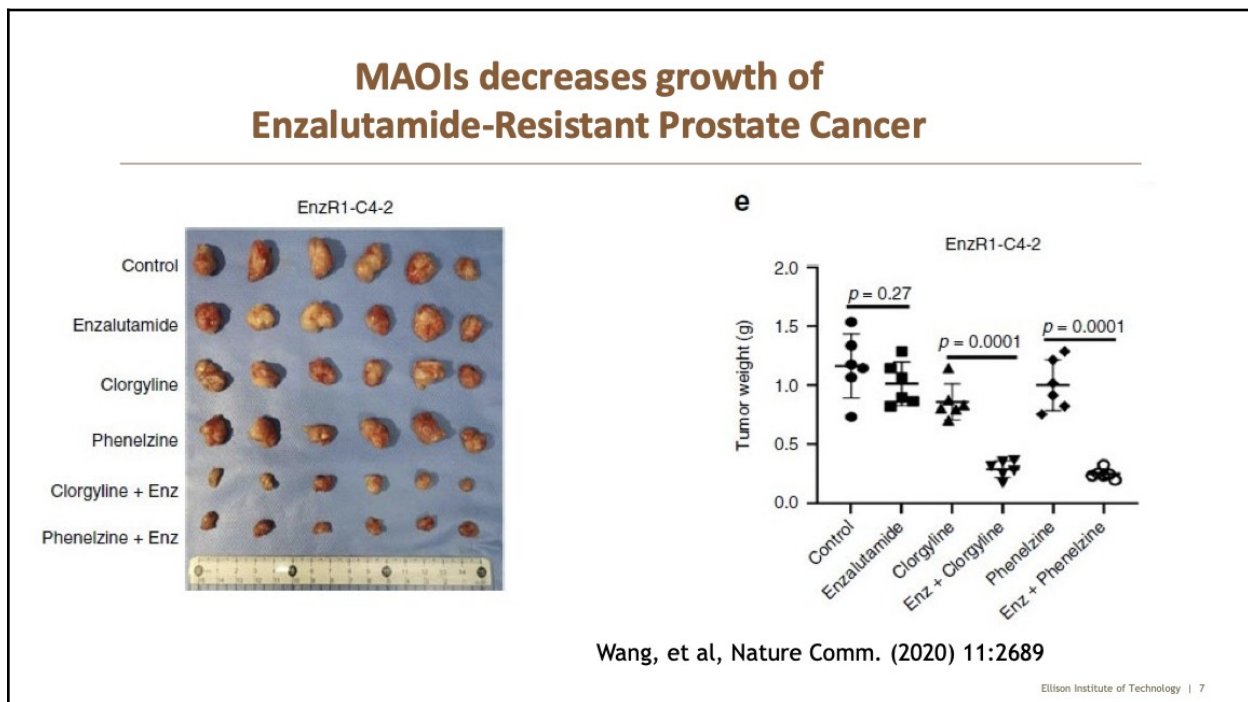 MAOIs decreases growth of
Enzalutamide-Resistant Prostate Cancer
EnzR1-C4-2
Control
Enzalutamide
Clorgyline
Phenelzine
Clorgyline + Enz
Phenelzine + Enz
e
EnzR1-C4-2
Tumor weight (g)
2.0
1.5
1.0
0.5
0.0
p = 0.27
p = 0.0001
p = 0.0001
Control
Enzalutamide
Clorgyline
Enz + Clorgyline
Phenelzine
Enz + Phenelzine
Wang, et al, Nature Comm. (2020) 11:2689
Ellison Institute of Technology | 7